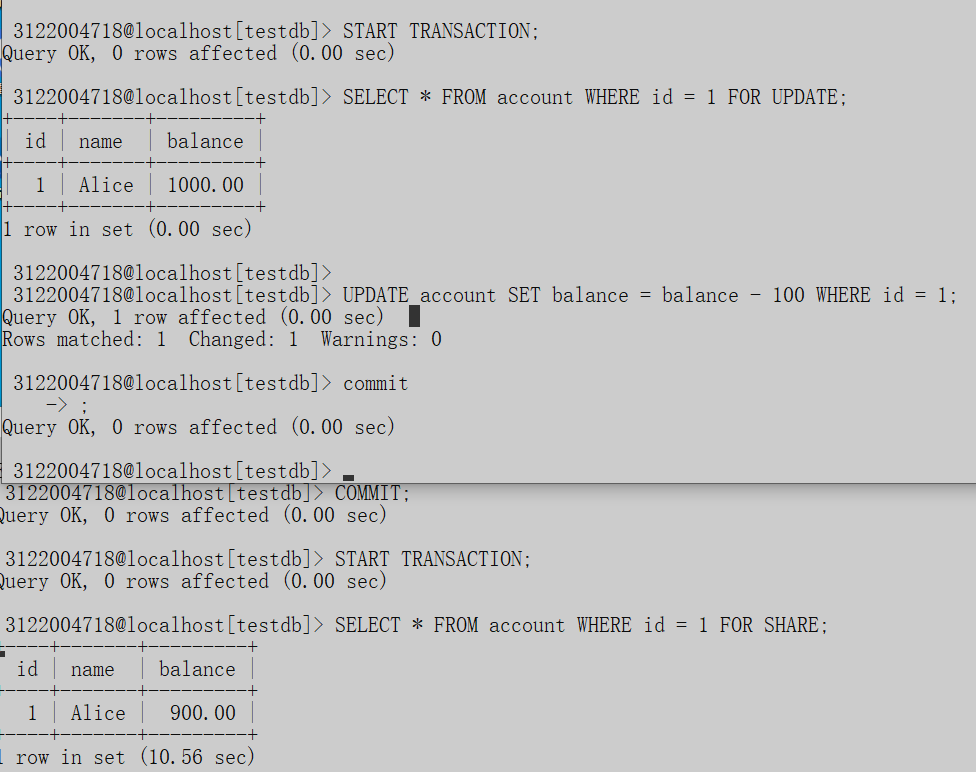 3122004718@localhost[testdb]> START TRANSACTION;
Query OK, 0 rows affected (0.00 sec)
3122004718@localhost[testdb]> SELECT * FROM account WHERE id = 1 FOR UPDATE;
+----+-------+---------+
| id | name  | balance |
+----+-------+---------+
|  1 | Alice | 1000.00 |
+----+-------+---------+
1 row in set (0.00 sec)
3122004718@localhost[testdb]>
3122004718@localhost[testdb]> UPDATE account SET balance = balance - 100 WHERE id = 1;
Query OK, 1 row affected (0.00 sec)
Rows matched: 1  Changed: 1  Warnings: 0
3122004718@localhost[testdb]> commit
    -> ;
Query OK, 0 rows affected (0.00 sec)
3122004718@localhost[testdb]>
3122004718@localhost[testdb]> COMMIT;
Query OK, 0 rows affected (0.00 sec)
3122004718@localhost[testdb]> START TRANSACTION;
Query OK, 0 rows affected (0.00 sec)
3122004718@localhost[testdb]> SELECT * FROM account WHERE id = 1 FOR SHARE;
----+-------+---------+
 id | name  | balance |
----+-------+---------+
  1 | Alice |  900.00 |
----+-------+---------+
1 row in set (10.56 sec)